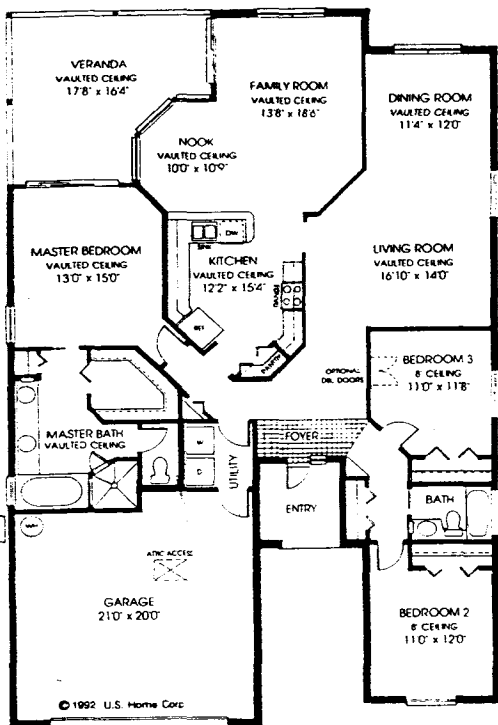 VERANDA
VAULTED CEILING
17'8" x 16'4"
FAMILY ROOM
VAULTED CEILING
13'8" x 18'6"
DINING ROOM
VAULTED CEILING
11'4" x 12'0"
NOOK
VAULTED CEILING
10'0" x 10'9"
MASTER BEDROOM
VAULTED CEILING
13'0" x 15'0"
SINK
DW
KITCHEN
VAULTED CEILING
12'2" x 15'4"
RANGE
REF
PANTRY
LIVING ROOM
VAULTED CEILING
16'10" x 14'0"
OPTIONAL
DBL DOORS
BEDROOM 3
8' CEILING
11'0" x 11'8"
MASTER BATH
VAULTED CEILING
W
D
UTILITY
FOYER
ENTRY
BATH
ATTIC ACCESS
GARAGE
21'0" x 20'0"
BEDROOM 2
8' CEILING
11'0" x 12'0"
© 1992 U.S. Home Corp